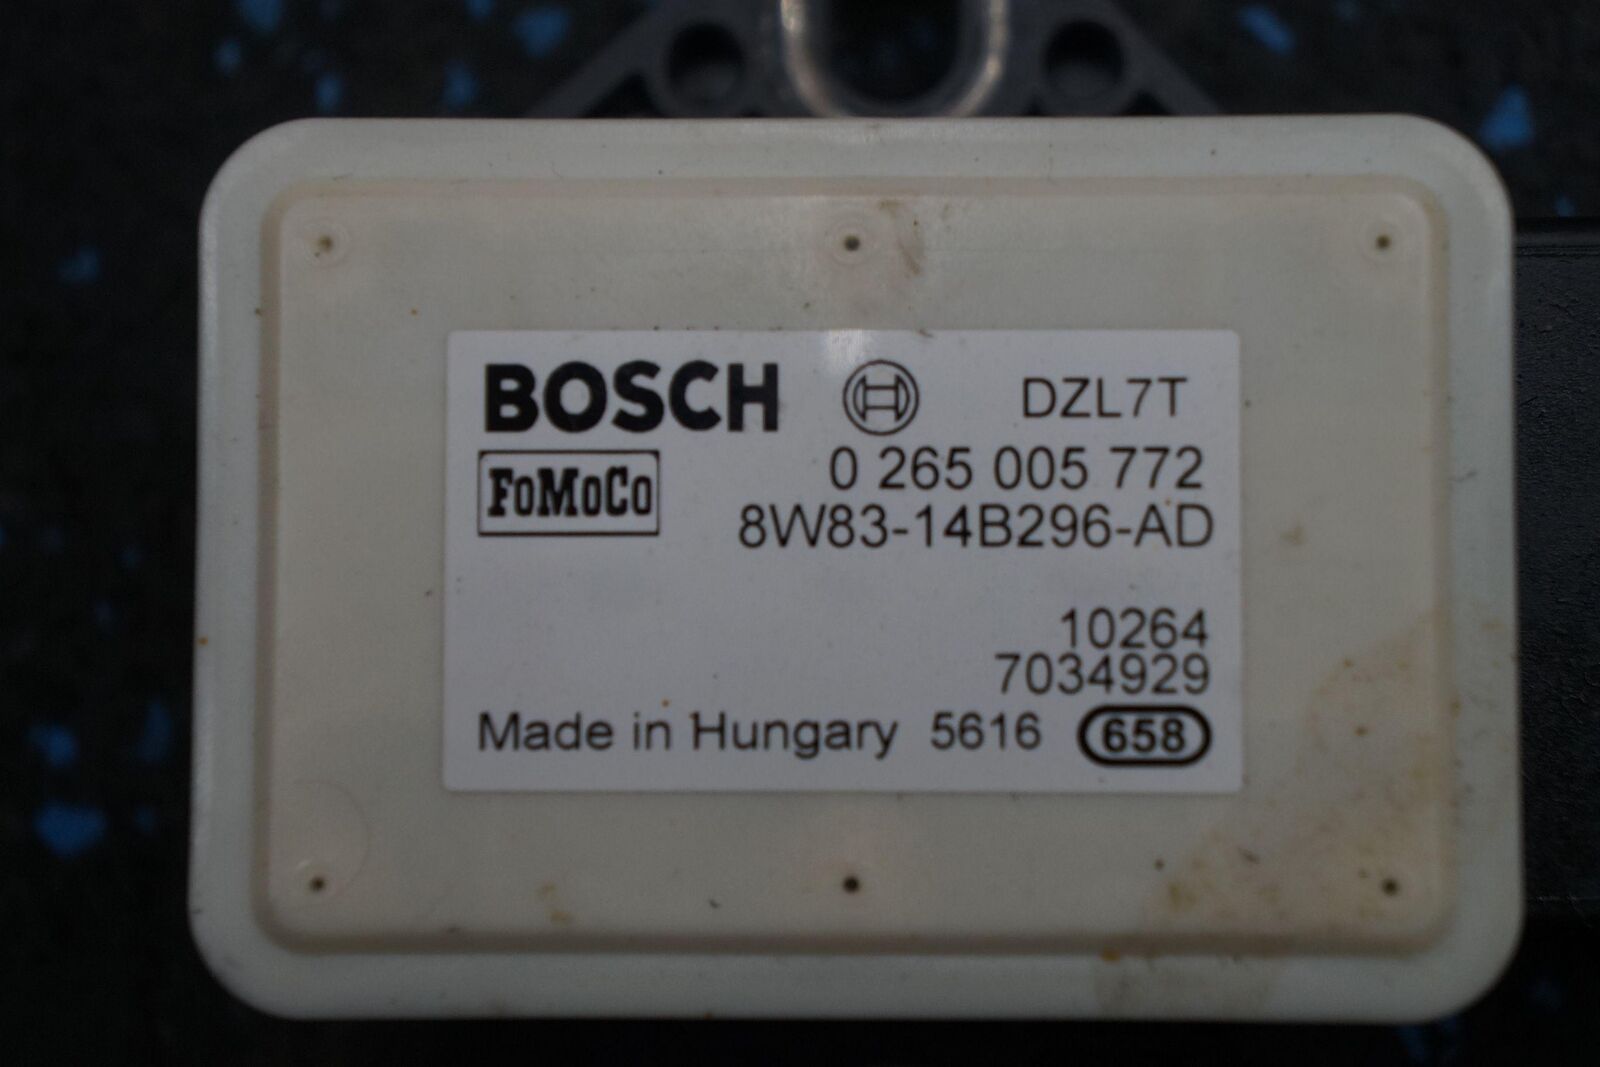 BOSCH DZL7T
FoMoCo
0 265 005 772
8W83-14B296-AD
10264
7034929
Made in Hungary 5616 658